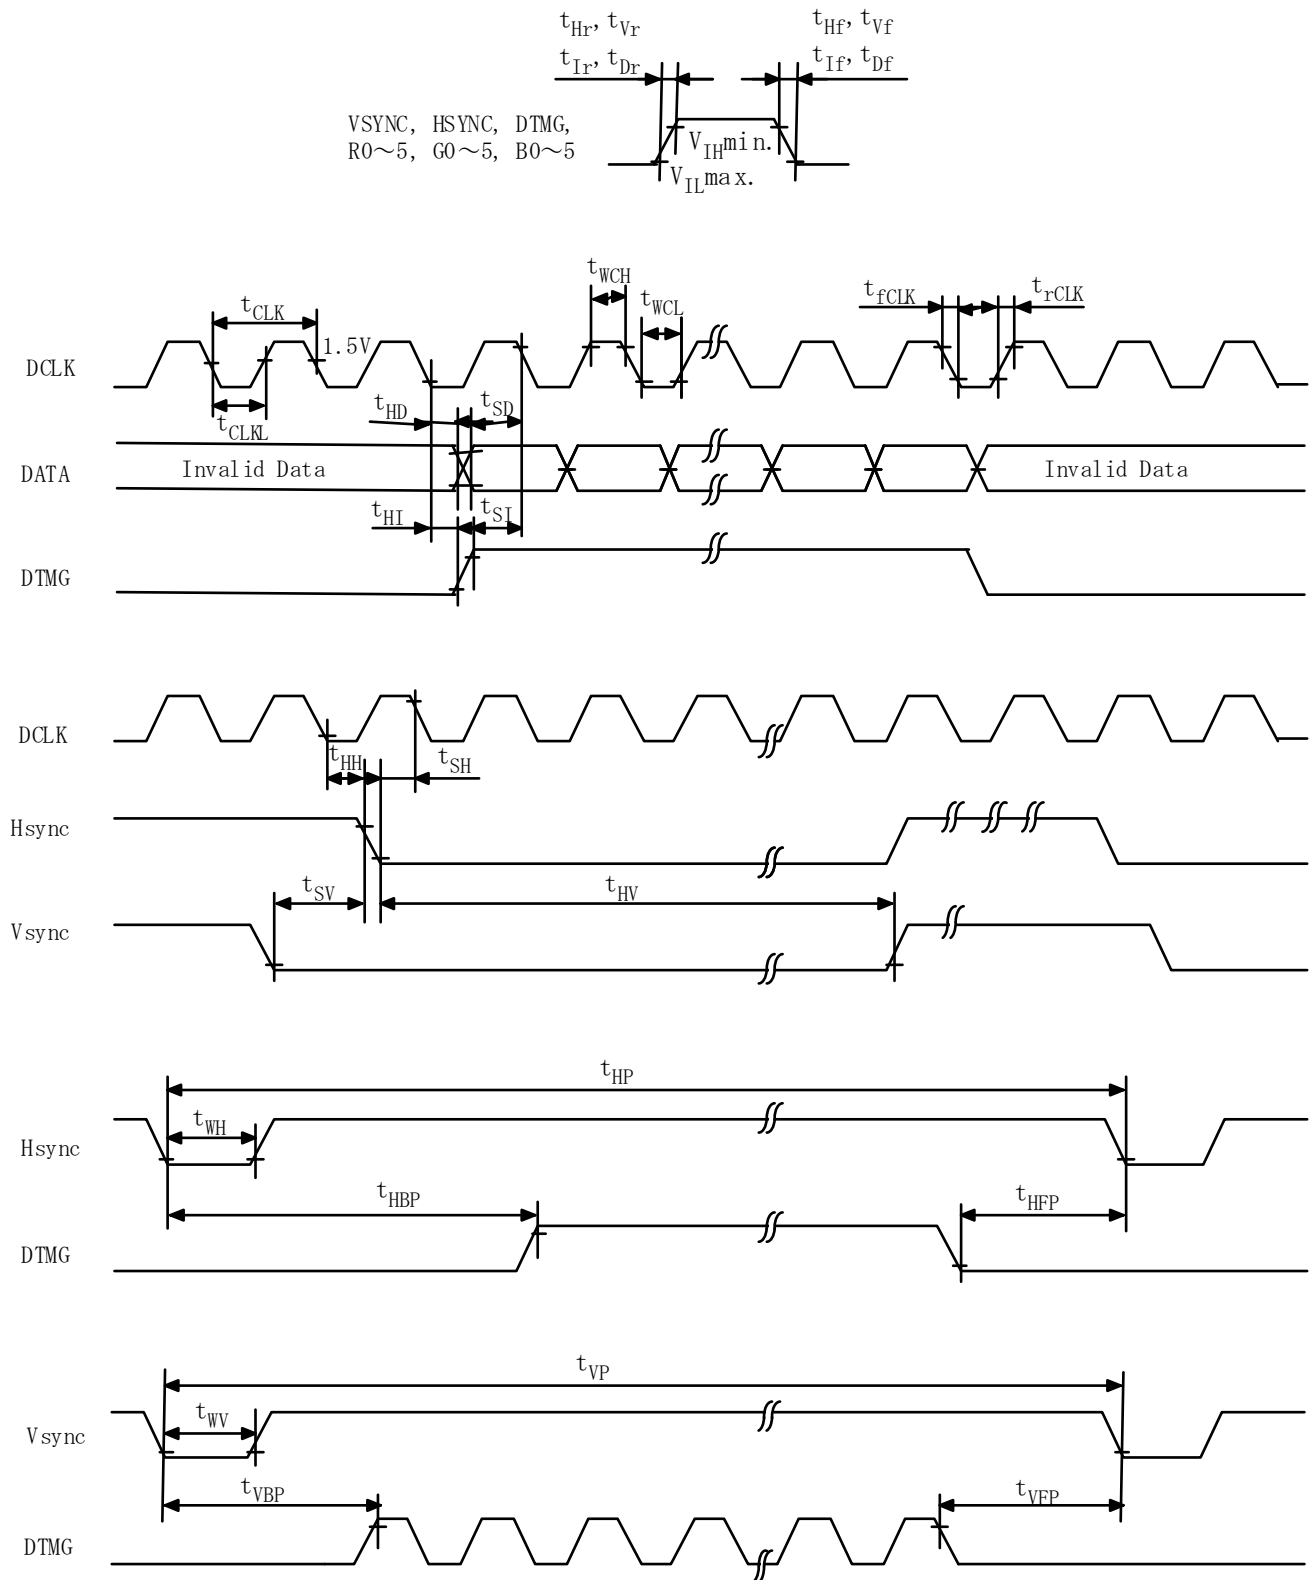 tHr, tVr
tIr, tDr
tHf, tVf
tIf, tDf
VSYNC, HSYNC, DTMG,
R0～5, G0～5, B0～5
VIHmin.
VILmax.
tCLK
tWCH
tWCL
tfCLK
trCLK
1.5V
DCLK
tCLKL
tHD
tSD
DATA
Invalid Data
Invalid Data
tHI
tSI
DTMG
DCLK
tHH
tSH
Hsync
tSV
tHV
Vsync
tHP
tWH
Hsync
tHBP
tHFP
DTMG
tVP
tWV
Vsync
tVBP
tVFP
DTMG